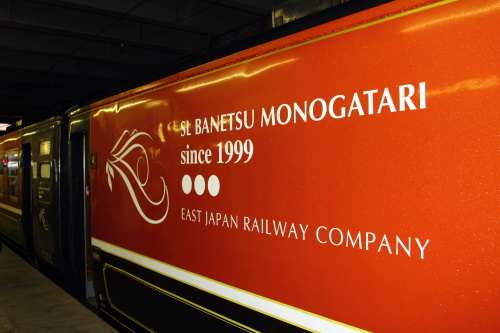 SL BANETSU MONOGATARI
since 1999
EAST JAPAN RAILWAY COMPANY